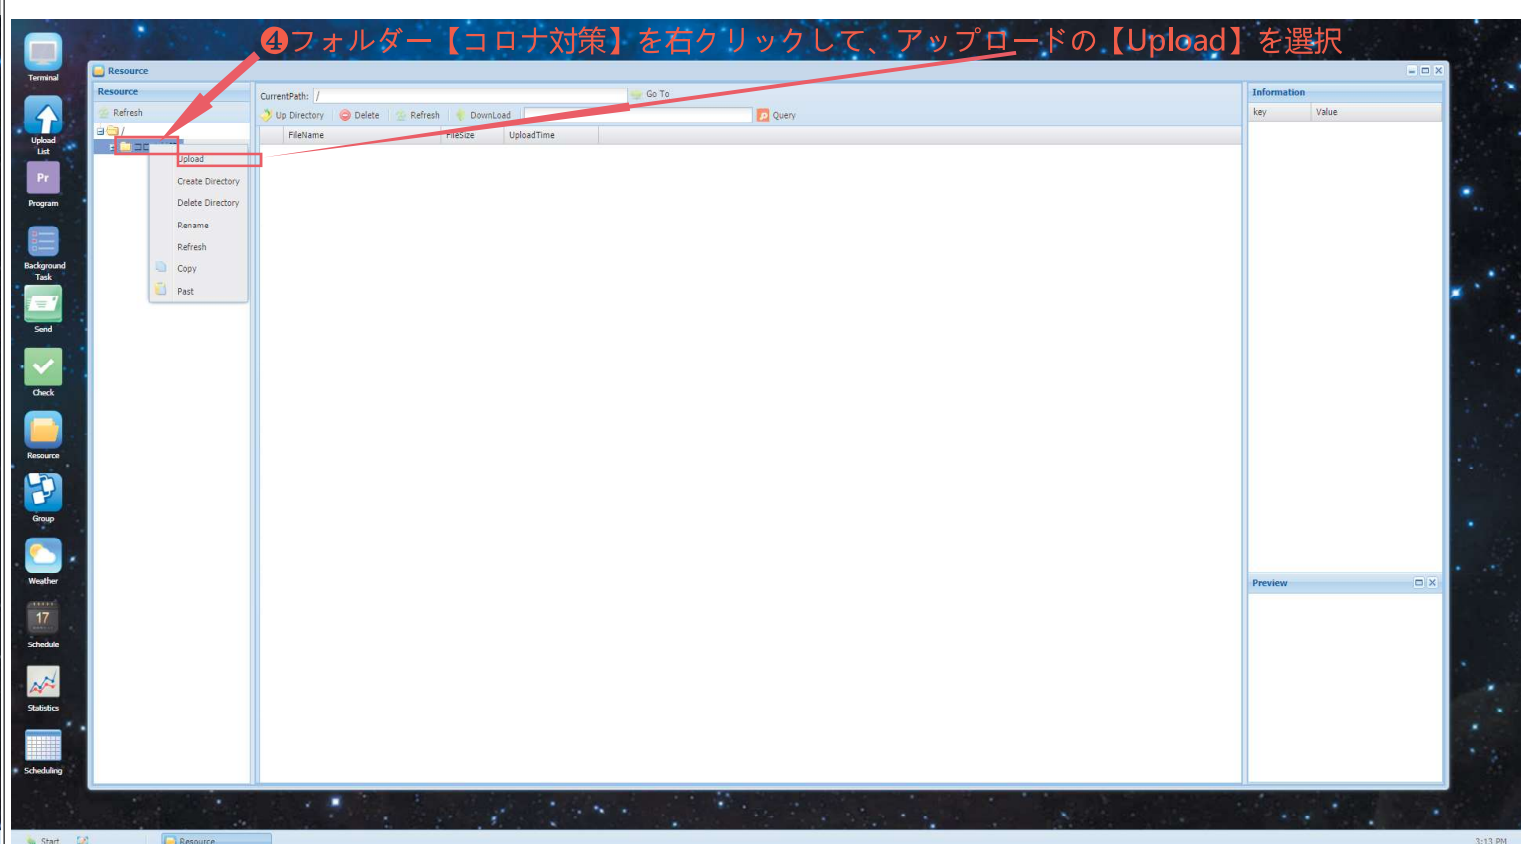 ❹フォルダー【コロナ対策】を右クリックして、アップロードの【Upload】を選択
Terminal
Upload
List
Program
Background
Task
Send
Check
Resource
Group
Weather
Schedule
Statistics
Scheduling
Pr
17
Resource
Resource
Refresh
/
Upload
Create Directory
Delete Directory
Rename
Refresh
Copy
Past
CurrentPath: /
Go To
Up Directory
Delete
Refresh
DownLoad
Query
FileName
FileSize
UploadTime
Information
key
Value
Preview
Start
Resource
3:13 PM